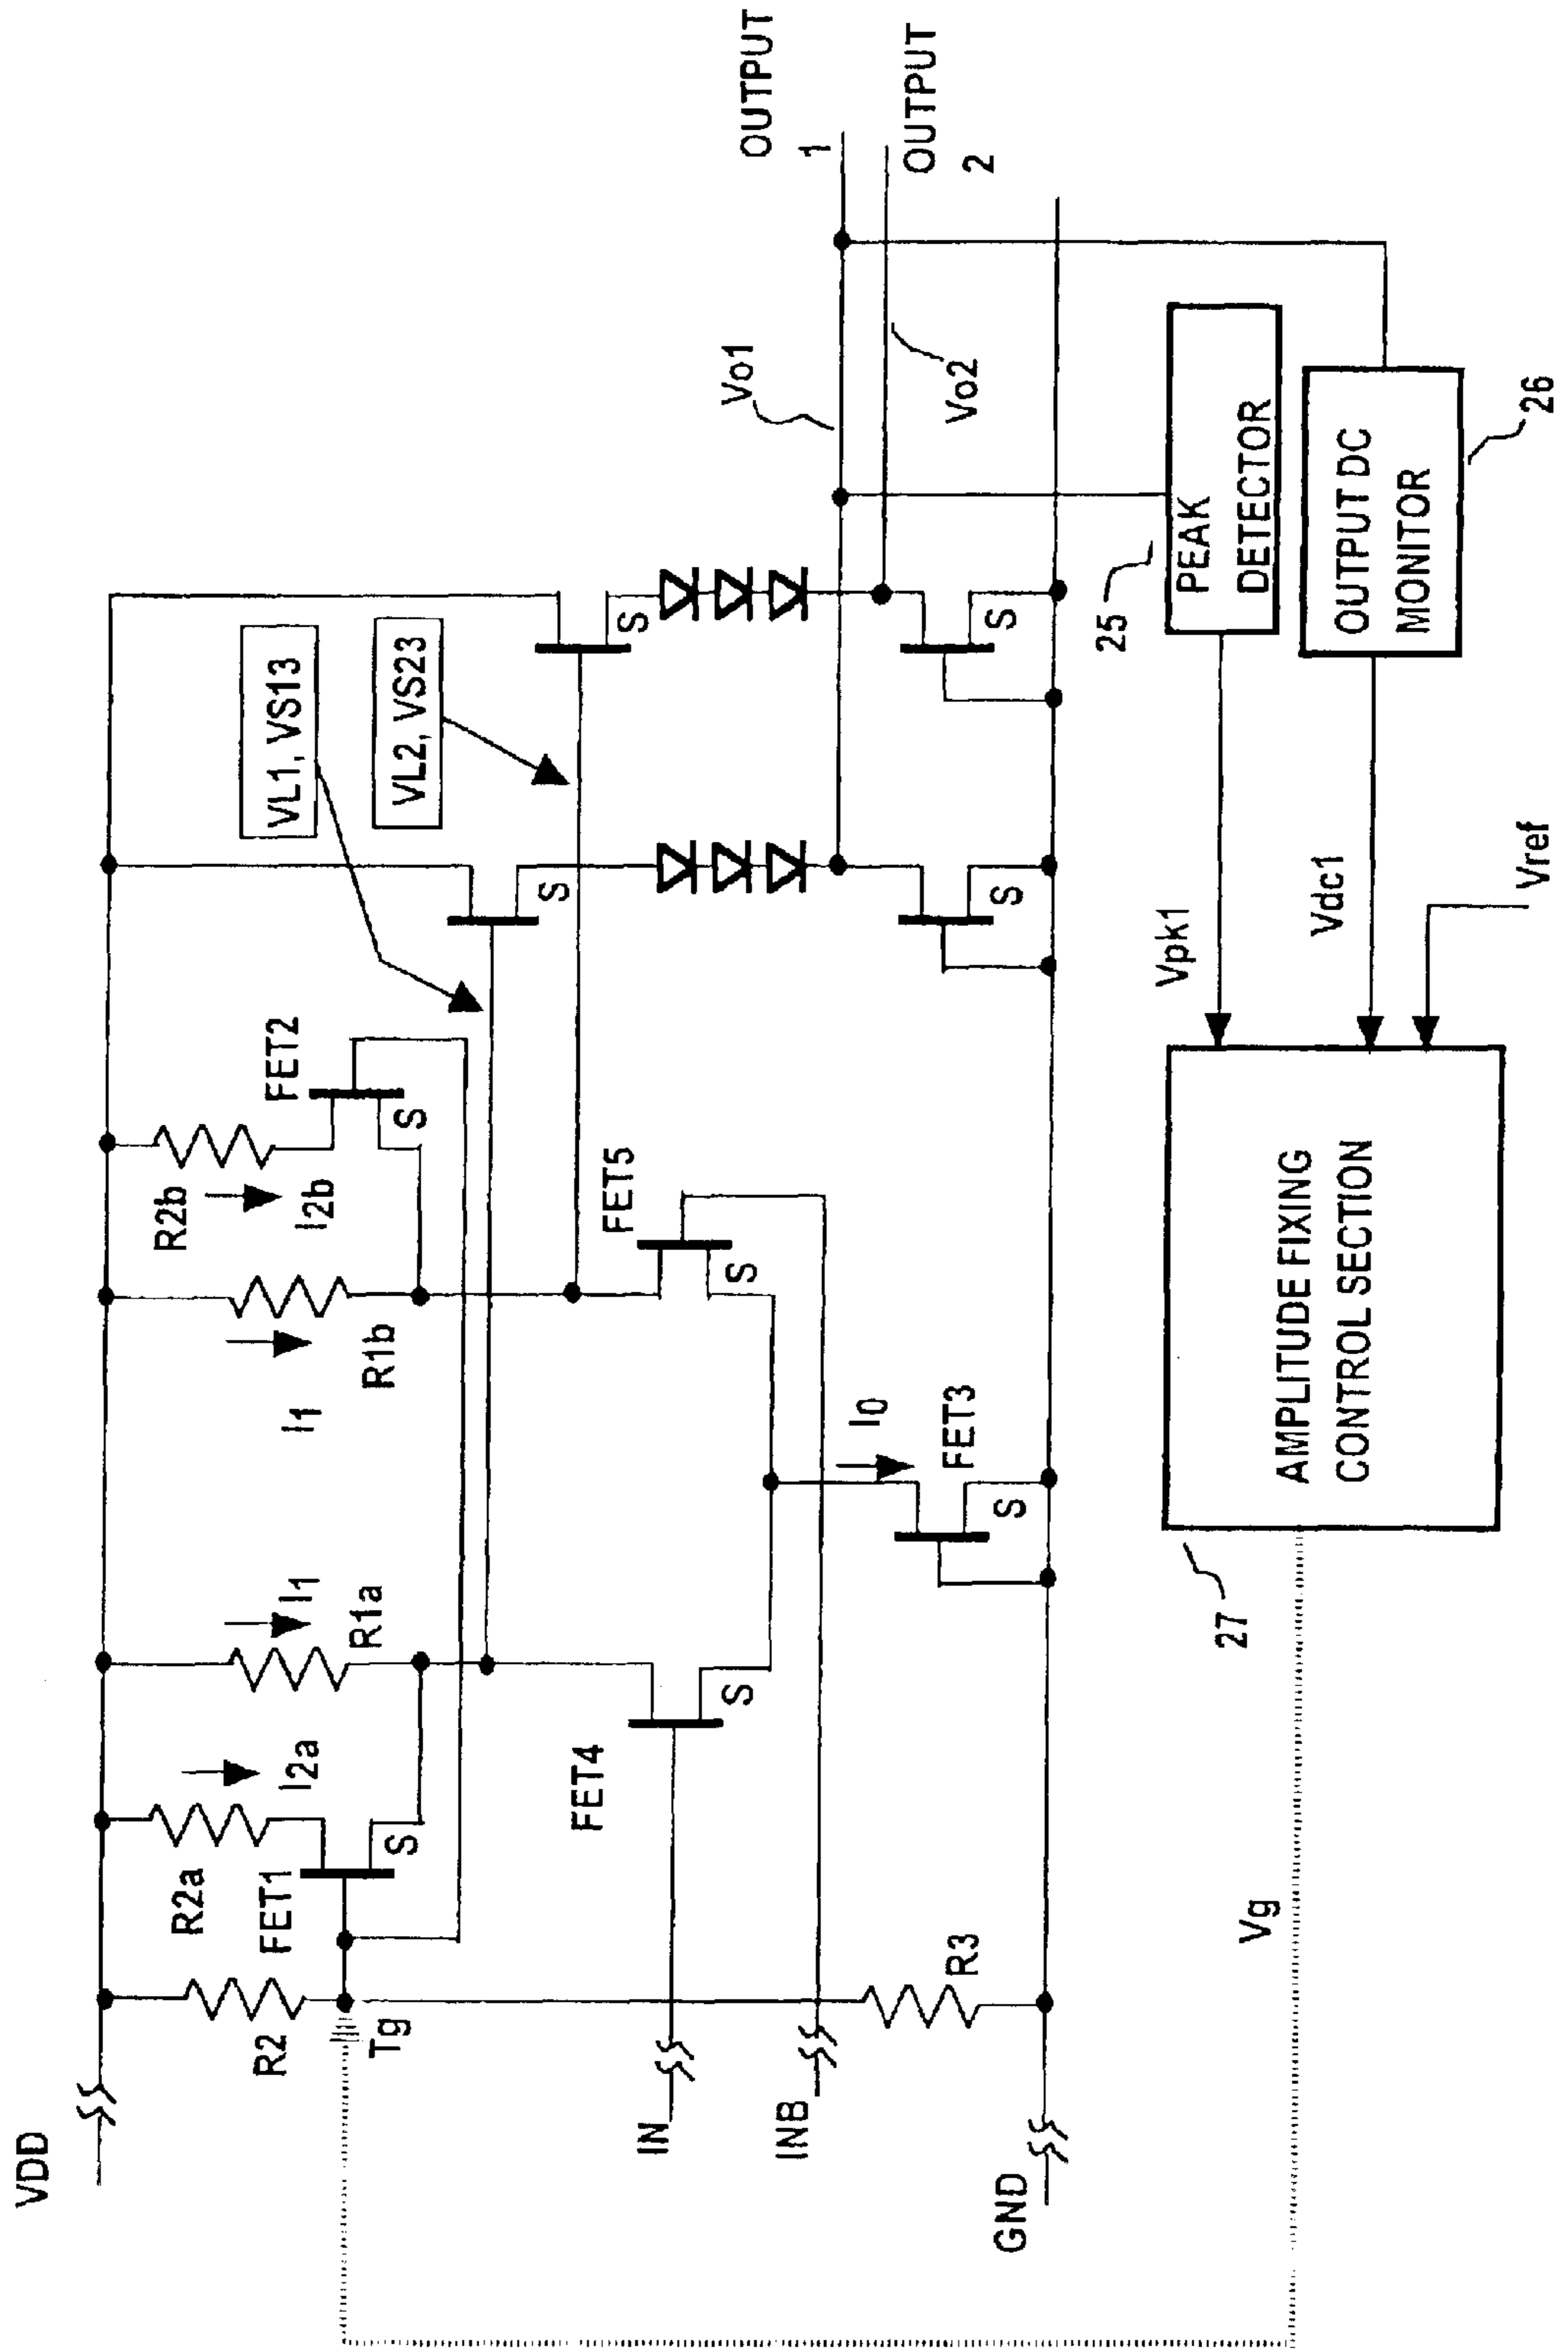 VDD
R2
Tg
R2a
I2a
FET1
S
I1
R1a
I1
R1b
R2b
I2b
FET2
S
VL1, VS13
VL2, VS23
S
S
IN
FET4
S
FET5
S
INB
I0
FET3
S
R3
GND
S
S
Vo1
Vo2
OUTPUT
1
OUTPUT
2
25
PEAK
DETECTOR
OUTPUT DC
MONITOR
26
Vpk1
Vdc1
Vref
AMPLITUDE FIXING
CONTROL SECTION
27
Vg